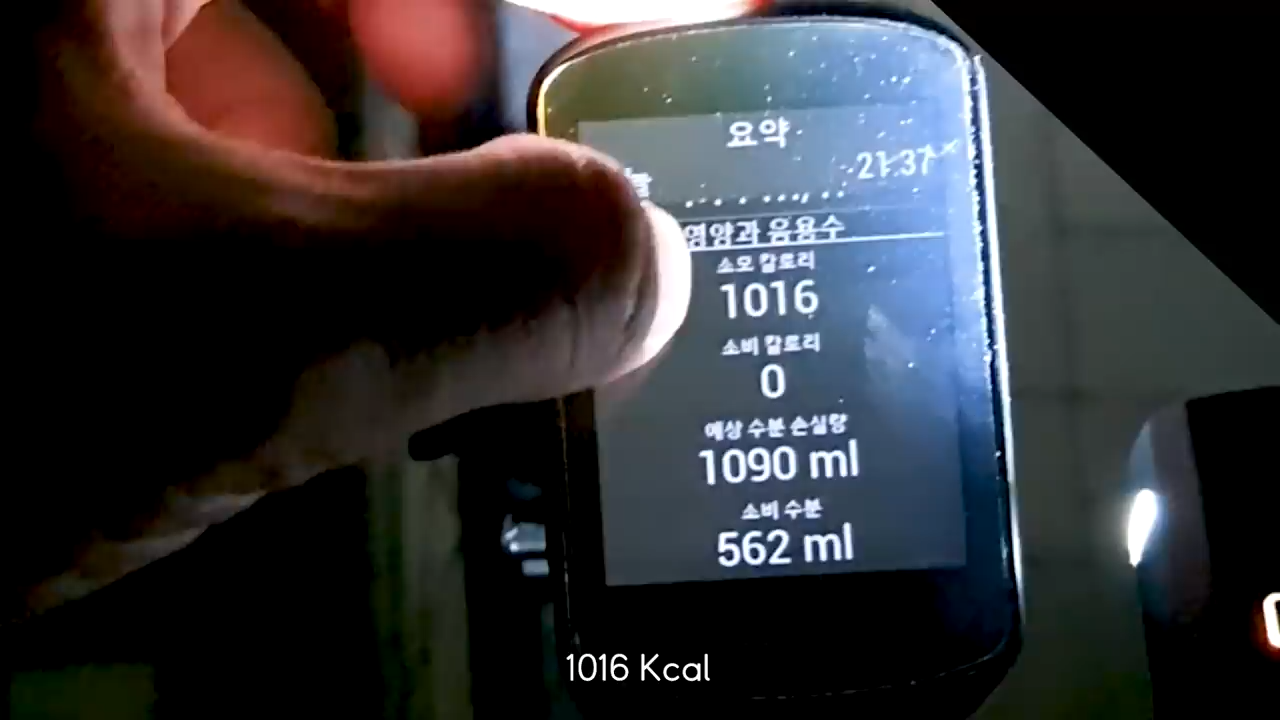 요약
21:37
영양과 음용수
소모 칼로리
1016
소비 칼로리
0
예상 수분 손실량
1090 ml
소비 수분
562 ml
1016 Kcal